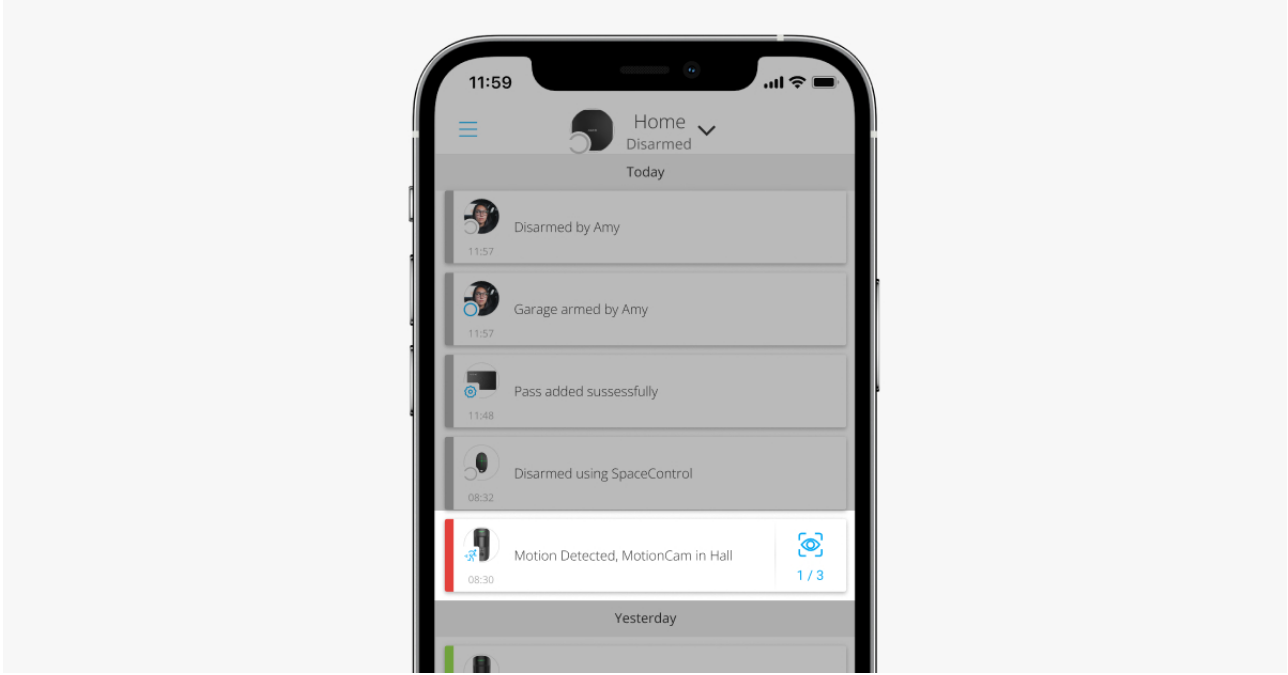 11:59
Home
Disarmed
Today
Disarmed by Amy
11:57
Garage armed by Amy
11:57
Pass added sussessfully
11:48
Disarmed using SpaceControl
08:32
Motion Detected, MotionCam in Hall
08:30
1 / 3
Yesterday